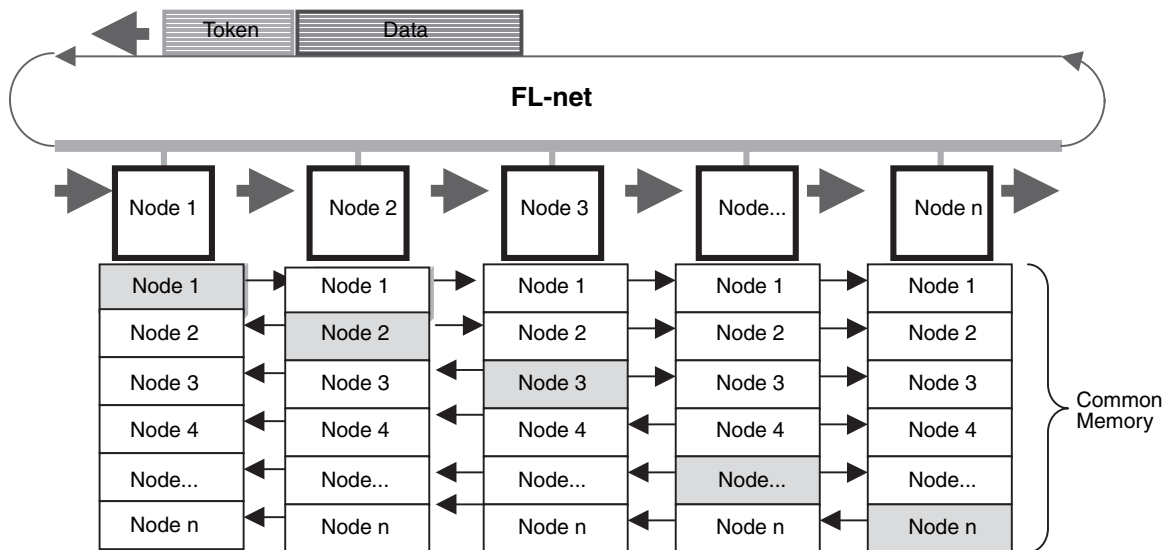 Token Data
FL-net
Node 1 Node 2 Node 3 Node... Node n
Node 1 Node 1 Node 1 Node 1 Node 1
Node 2 Node 2 Node 2 Node 2 Node 2
Node 3 Node 3 Node 3 Node 3 Node 3
Node 4 Node 4 Node 4 Node 4 Node 4
Node... Node... Node... Node... Node...
Node n Node n Node n Node n Node n
Common
Memory